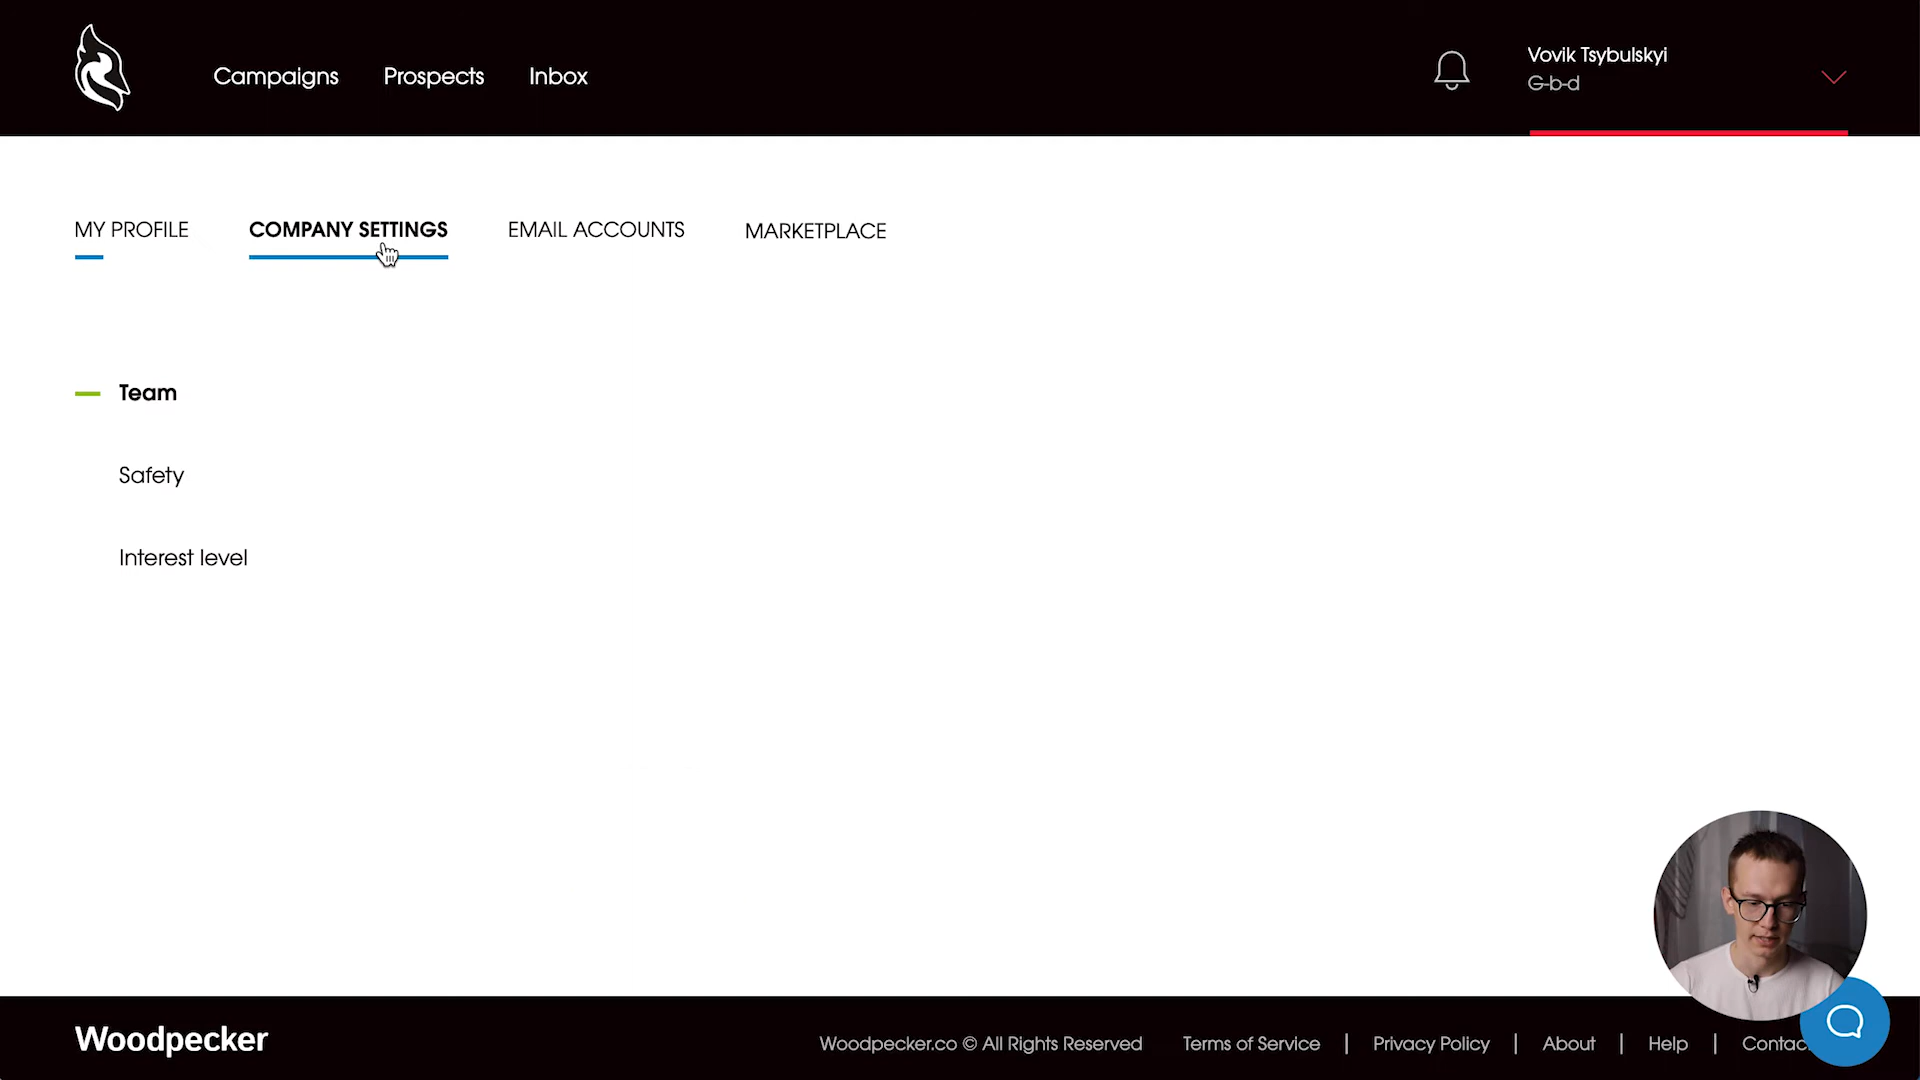 Campaigns Prospects Inbox
Vovik Tsybulskyi
G-b-d
MY PROFILE COMPANY SETTINGS EMAIL ACCOUNTS MARKETPLACE
Team
Safety
Interest level
Woodpecker
Woodpecker.co © All Rights Reserved Terms of Service | Privacy Policy | About | Help | Contac